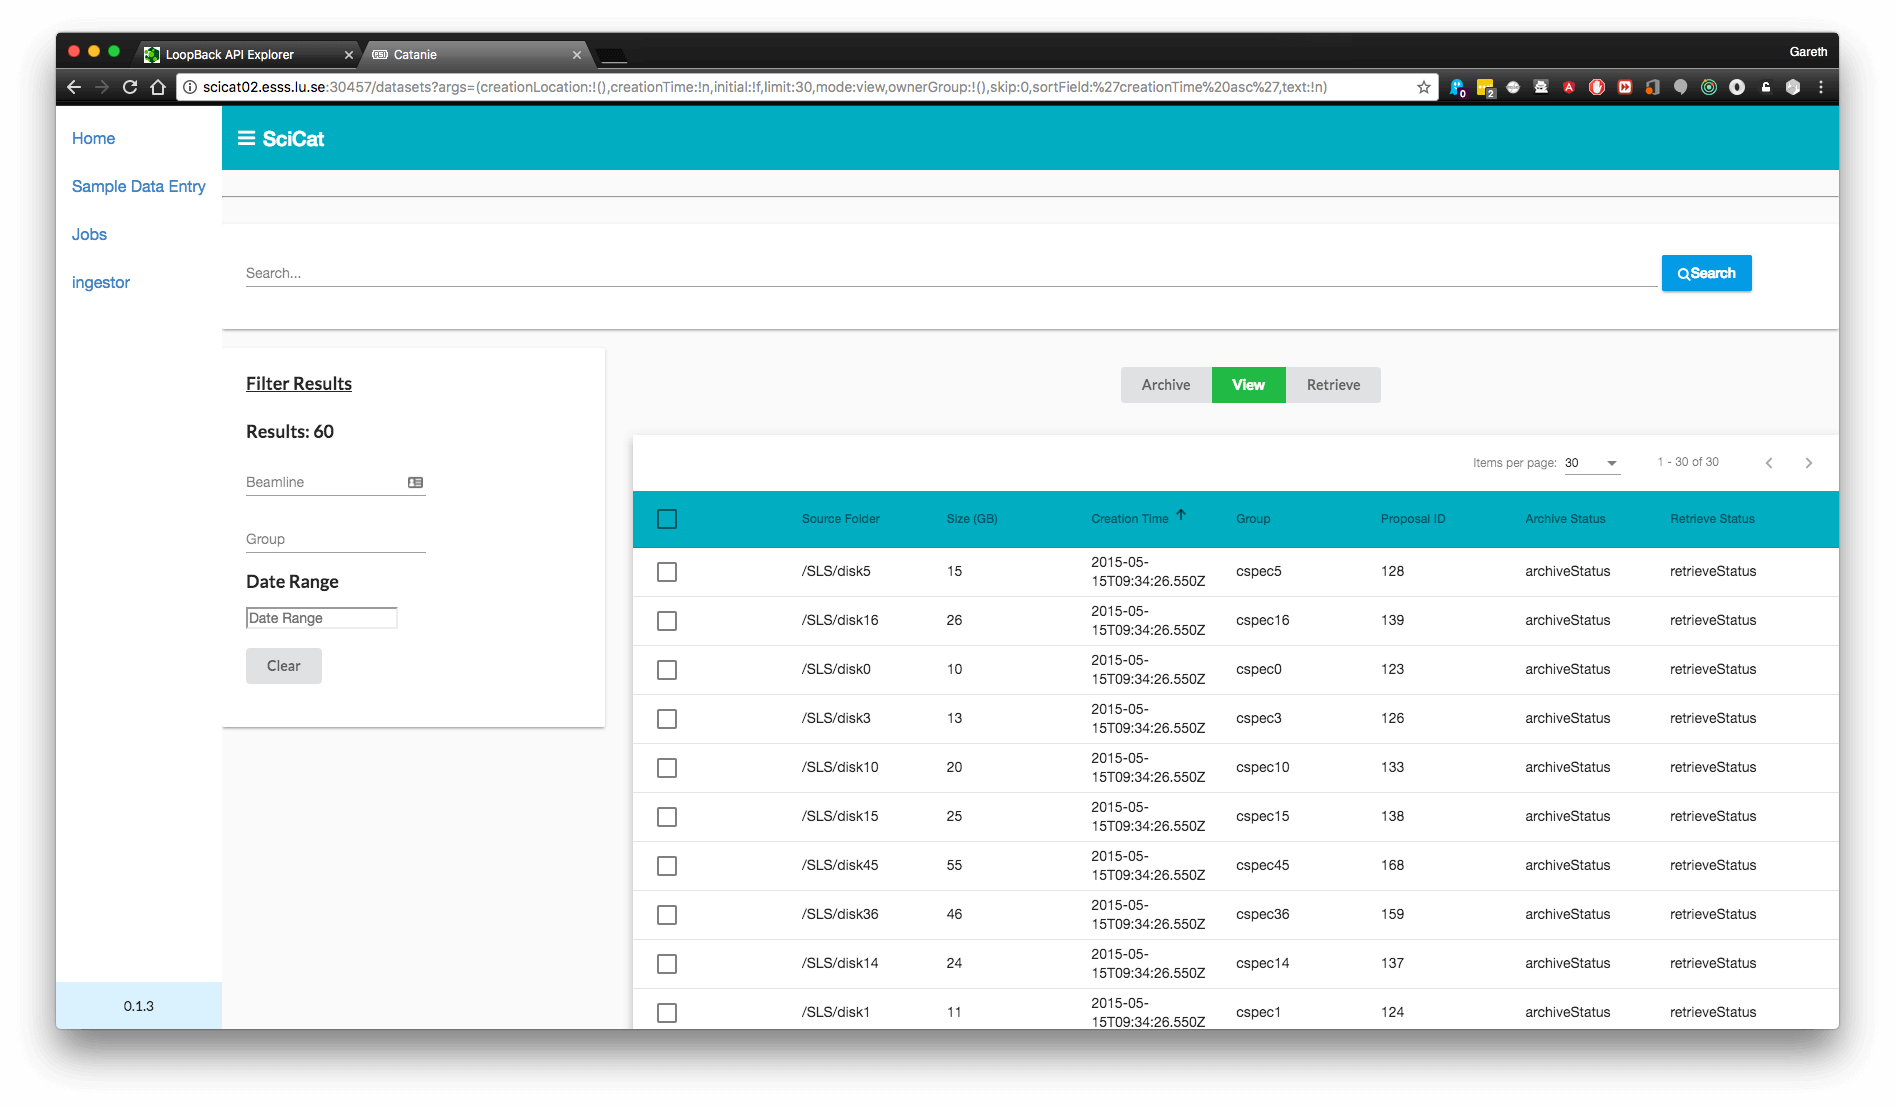 LoopBack API Explorer
Catanie
Gareth
scicat02.esss.lu.se:30457/datasets?args=(creationLocation:!(),creationTime:!n,initial:!f,limit:30,mode:view,ownerGroup:!(),skip:0,sortField:%27creationTime%20asc%27,text:!n)
0
2
Home
Sample Data Entry
Jobs
ingestor
0.1.3
SciCat
Search...
Search
Filter Results
Results: 60
Beamline
Group
Date Range
Date Range
Clear
Archive View Retrieve
Items per page: 30 1 - 30 of 30
Source Folder Size (GB) Creation Time Group Proposal ID Archive Status Retrieve Status
/SLS/disk5 15 2015-05-
15T09:34:26.550Z cspec5 128 archiveStatus retrieveStatus
/SLS/disk16 26 2015-05-
15T09:34:26.550Z cspec16 139 archiveStatus retrieveStatus
/SLS/disk0 10 2015-05-
15T09:34:26.550Z cspec0 123 archiveStatus retrieveStatus
/SLS/disk3 13 2015-05-
15T09:34:26.550Z cspec3 126 archiveStatus retrieveStatus
/SLS/disk10 20 2015-05-
15T09:34:26.550Z cspec10 133 archiveStatus retrieveStatus
/SLS/disk15 25 2015-05-
15T09:34:26.550Z cspec15 138 archiveStatus retrieveStatus
/SLS/disk45 55 2015-05-
15T09:34:26.550Z cspec45 168 archiveStatus retrieveStatus
/SLS/disk36 46 2015-05-
15T09:34:26.550Z cspec36 159 archiveStatus retrieveStatus
/SLS/disk14 24 2015-05-
15T09:34:26.550Z cspec14 137 archiveStatus retrieveStatus
/SLS/disk1 11 2015-05-
15T09:34:26.550Z cspec1 124 archiveStatus retrieveStatus